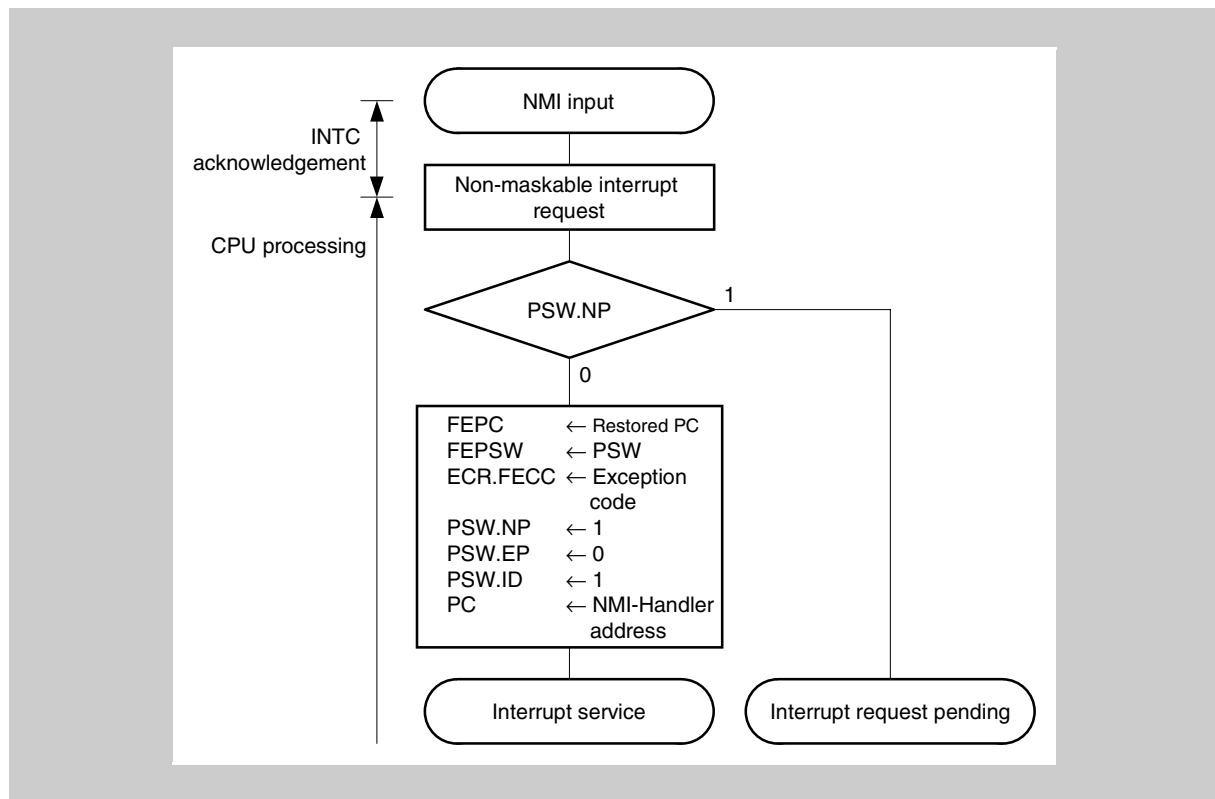 NMI input
INTC
acknowledgement
Non-maskable interrupt
request
CPU processing
PSW.NP
1
0
FEPC ← Restored PC
FEPSW ← PSW
ECR.FECC ← Exception
code
PSW.NP ← 1
PSW.EP ← 0
PSW.ID ← 1
PC ← NMI-Handler
address
Interrupt service
Interrupt request pending